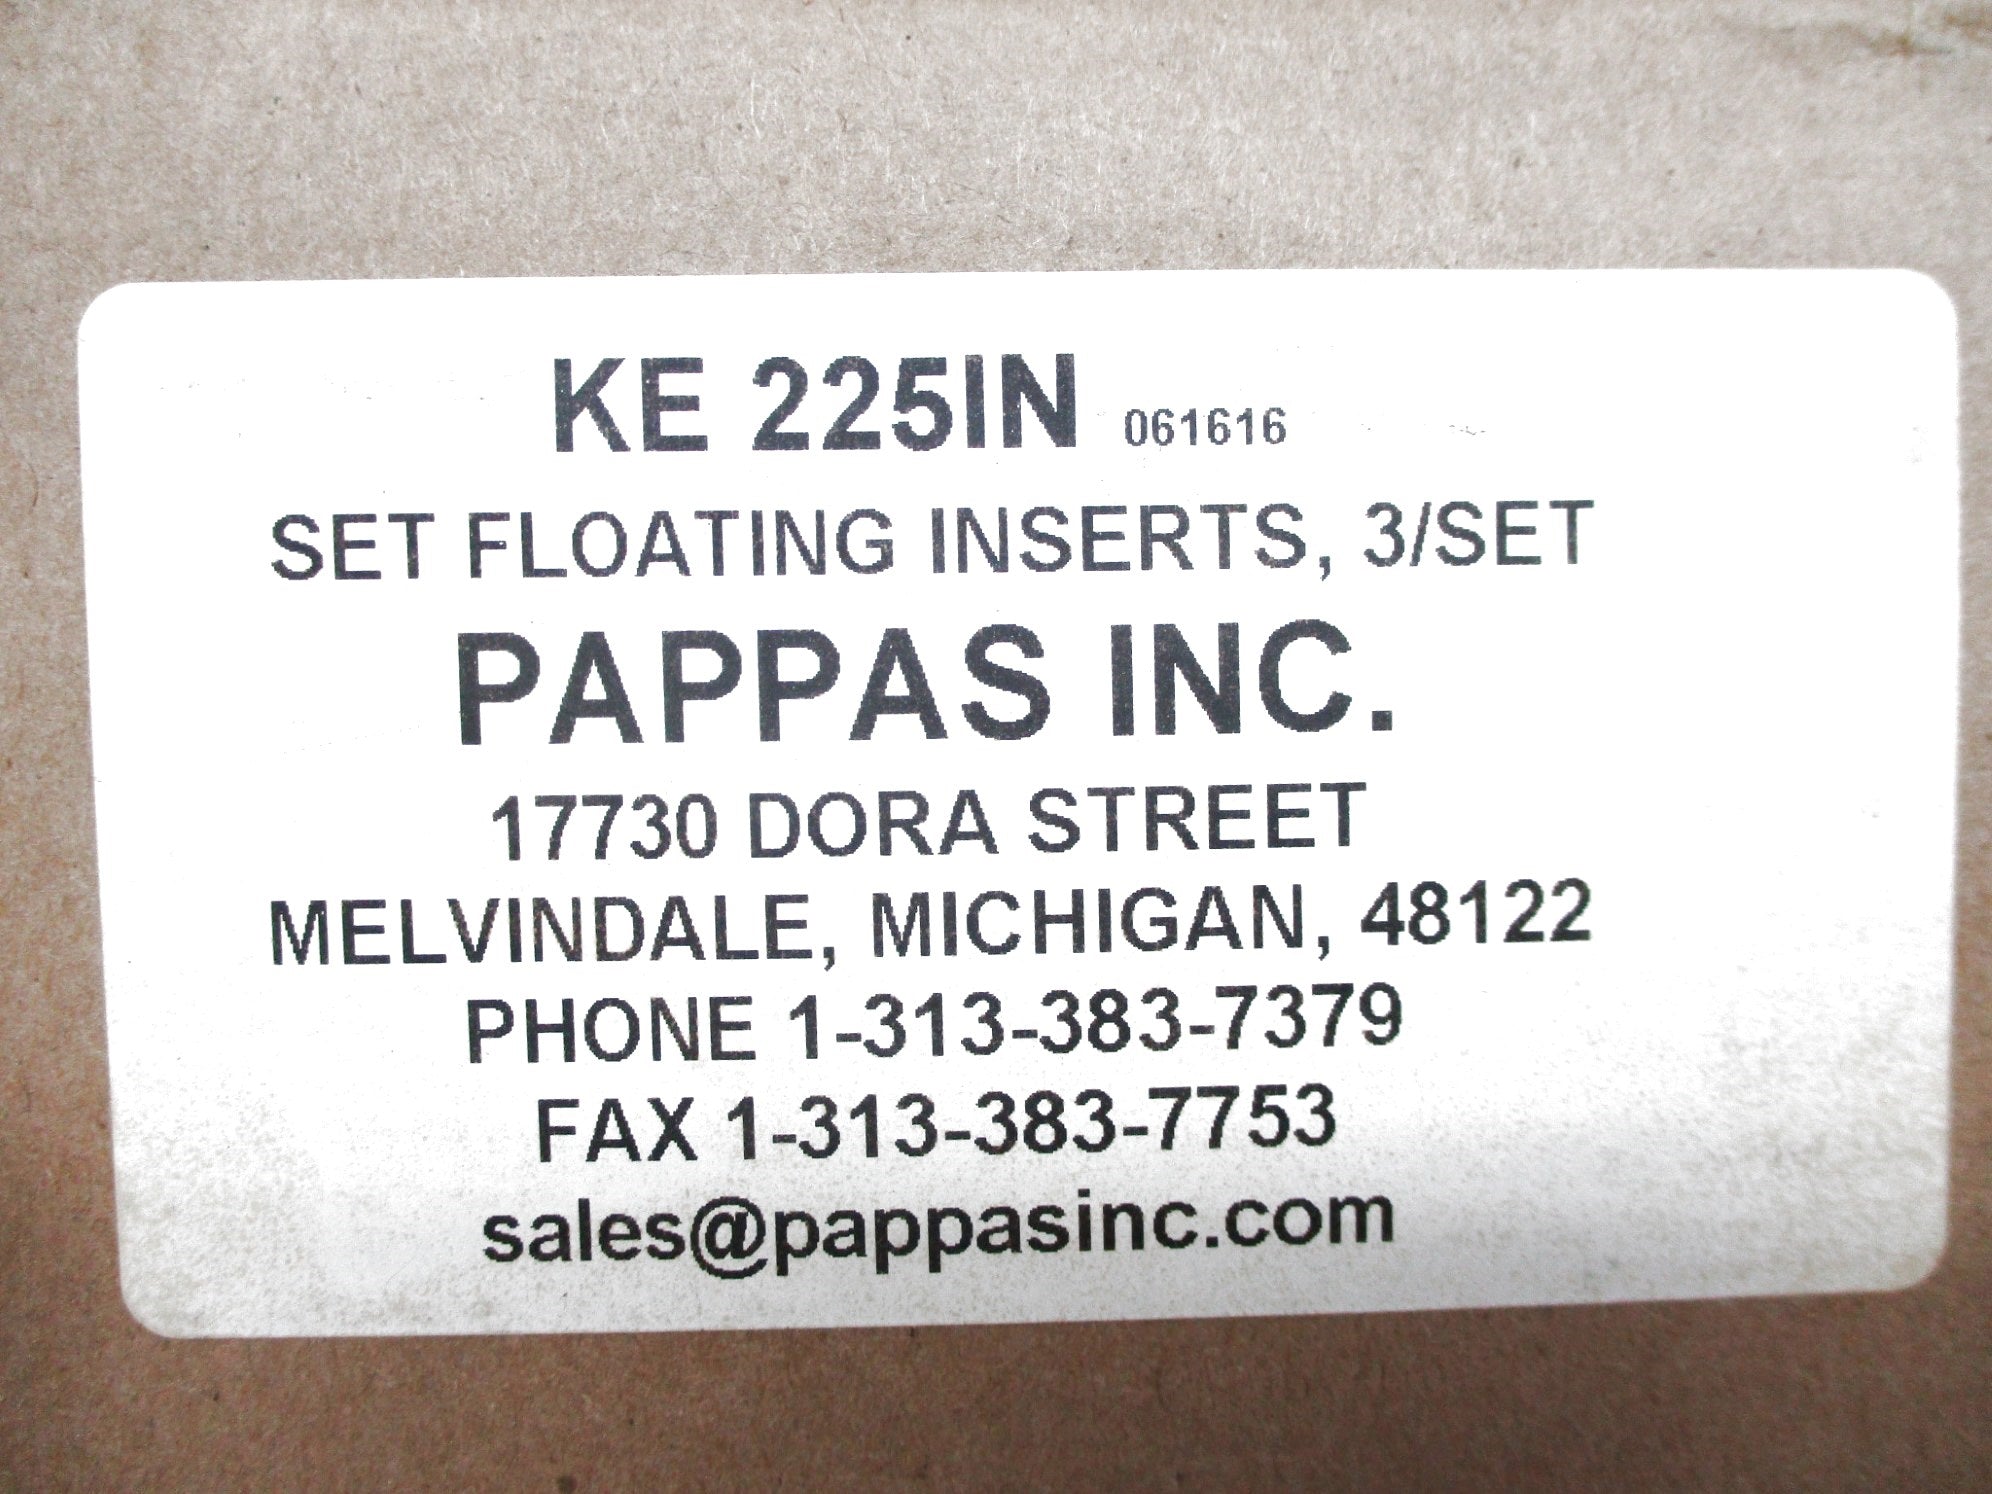 KE 225IN 061616
SET FLOATING INSERTS, 3/SET
PAPPAS INC.
17730 DORA STREET
MELVINDALE, MICHIGAN, 48122
PHONE 1-313-383-7379
FAX 1-313-383-7753
sales@pappasinc.com